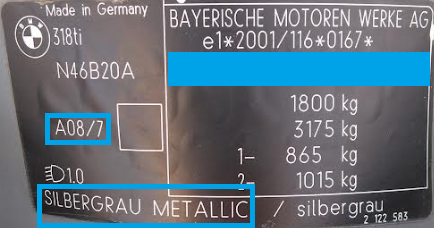 Made in Germany
BAYERISCHE MOTOREN WERKE AG
BMW
318ti
e1*2001/116*0167*
N46B20A
1800 kg
A08/7
3175 kg
1- 865 kg
1.0
2- 1015 kg
SILBERGRAU METALLIC / silbergrau
2 122 583